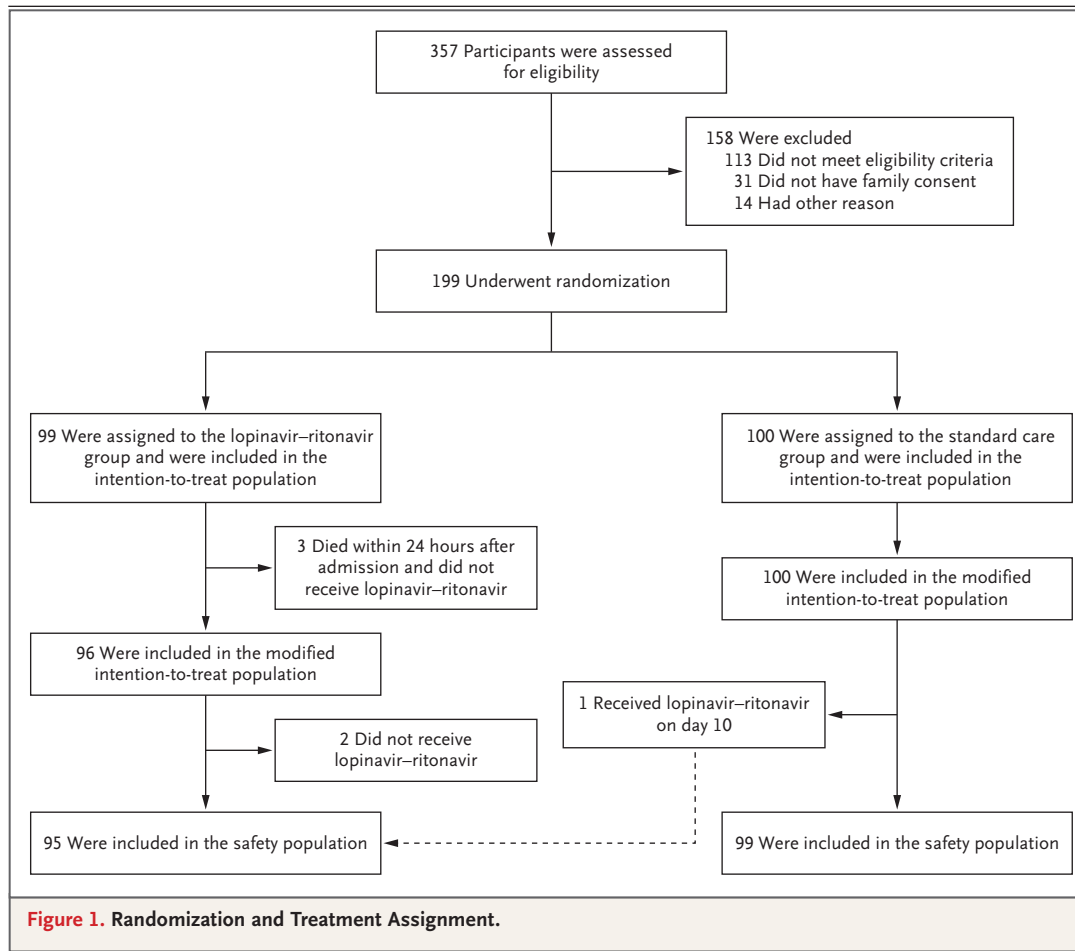 357 Participants were assessed
for eligibility
158 Were excluded
113 Did not meet eligibility criteria
31 Did not have family consent
14 Had other reason
199 Underwent randomization
99 Were assigned to the lopinavir–ritonavir
group and were included in the
intention-to-treat population
100 Were assigned to the standard care
group and were included in the
intention-to-treat population
3 Died within 24 hours after
admission and did not
receive lopinavir–ritonavir
100 Were included in the modified
intention-to-treat population
96 Were included in the modified
intention-to-treat population
1 Received lopinavir–ritonavir
on day 10
2 Did not receive
lopinavir–ritonavir
95 Were included in the safety population
99 Were included in the safety population
Figure 1. Randomization and Treatment Assignment.